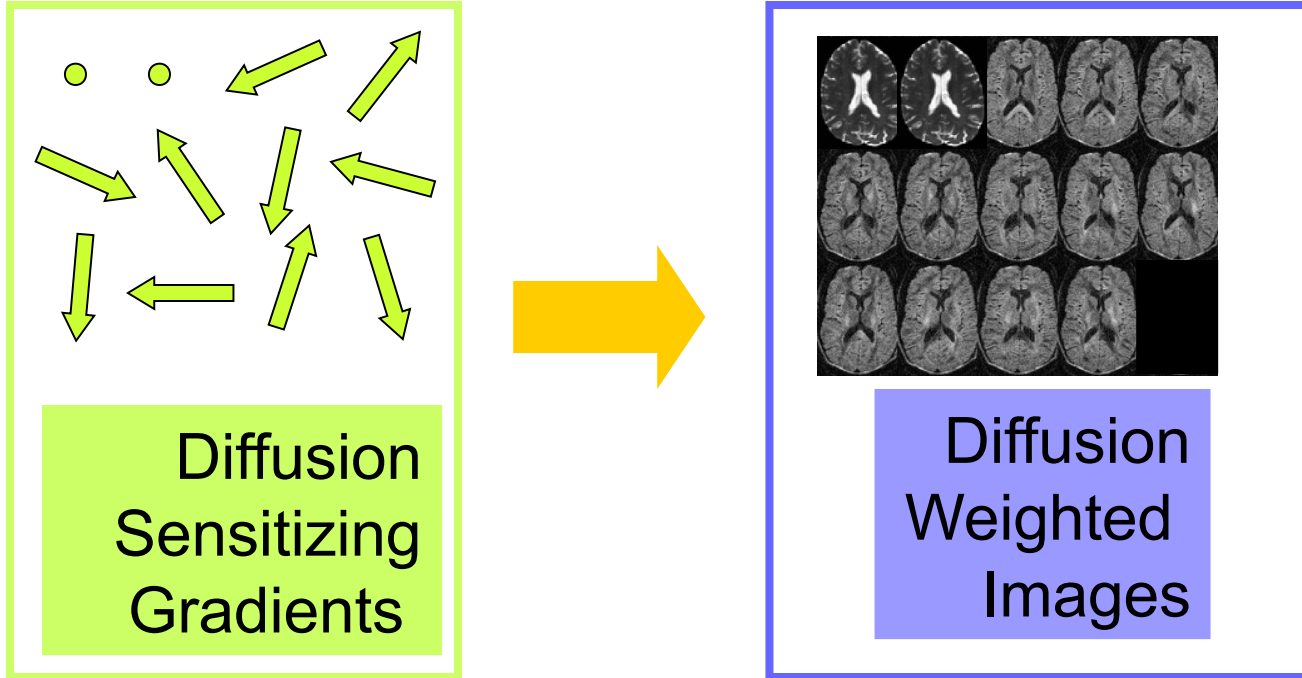 Diffusion
Sensitizing
Gradients
Diffusion
Weighted
Images